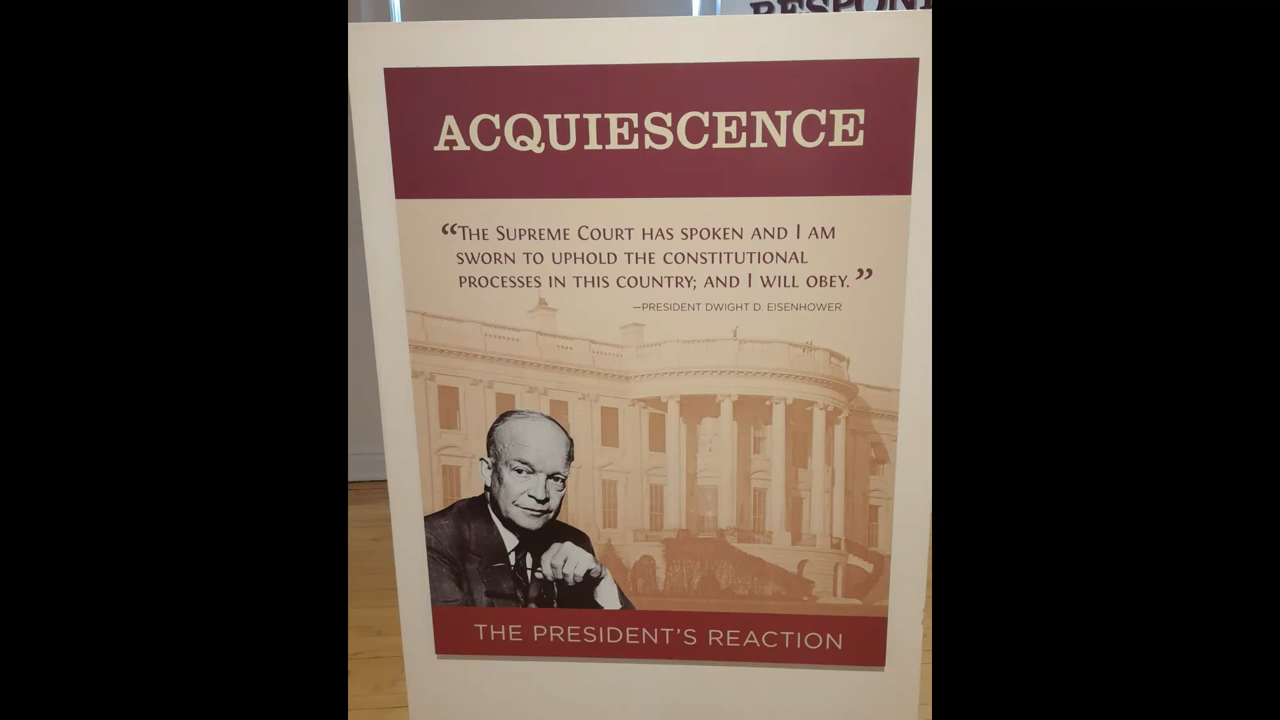 ACQUIESCENCE
“THE SUPREME COURT HAS SPOKEN AND I AM
SWORN TO UPHOLD THE CONSTITUTIONAL
PROCESSES IN THIS COUNTRY; AND I WILL OBEY.”
—PRESIDENT DWIGHT D. EISENHOWER
THE PRESIDENT’S REACTION